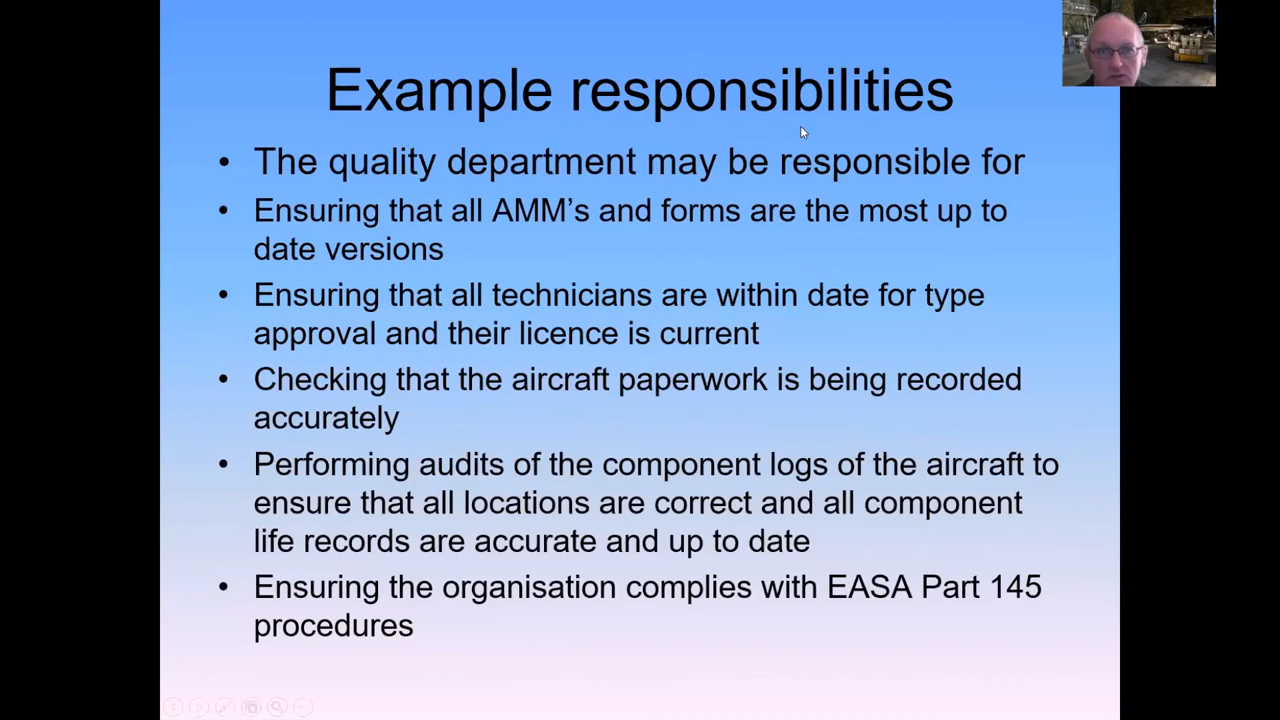 Example responsibilities
• The quality department may be responsible for
• Ensuring that all AMM's and forms are the most up to
date versions
• Ensuring that all technicians are within date for type
approval and their licence is current
• Checking that the aircraft paperwork is being recorded
accurately
• Performing audits of the component logs of the aircraft to
ensure that all locations are correct and all component
life records are accurate and up to date
• Ensuring the organisation complies with EASA Part 145
procedures